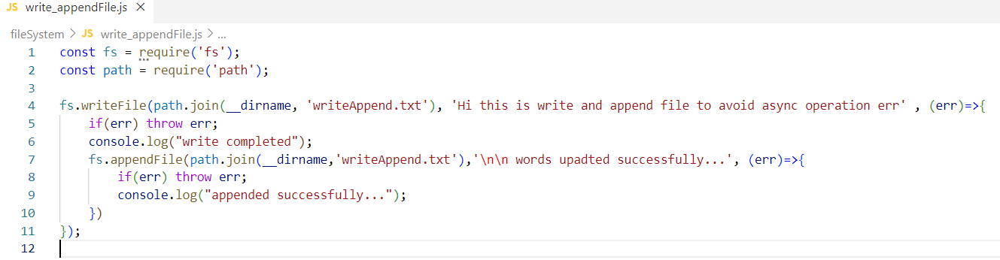 JS write_appendFile.js ×
fileSystem > JS write_appendFile.js > ...
1 const fs = require('fs');
2 const path = require('path');
3
4 fs.writeFile(path.join(__dirname, 'writeAppend.txt'), 'Hi this is write and append file to avoid async operation err' , (err)=>{
5 if(err) throw err;
6 console.log("write completed");
7 fs.appendFile(path.join(__dirname,'writeAppend.txt'),'\n\n words upadted successfully...', (err)=>{
8 if(err) throw err;
9 console.log("appended successfully...");
10 })
11 });
12